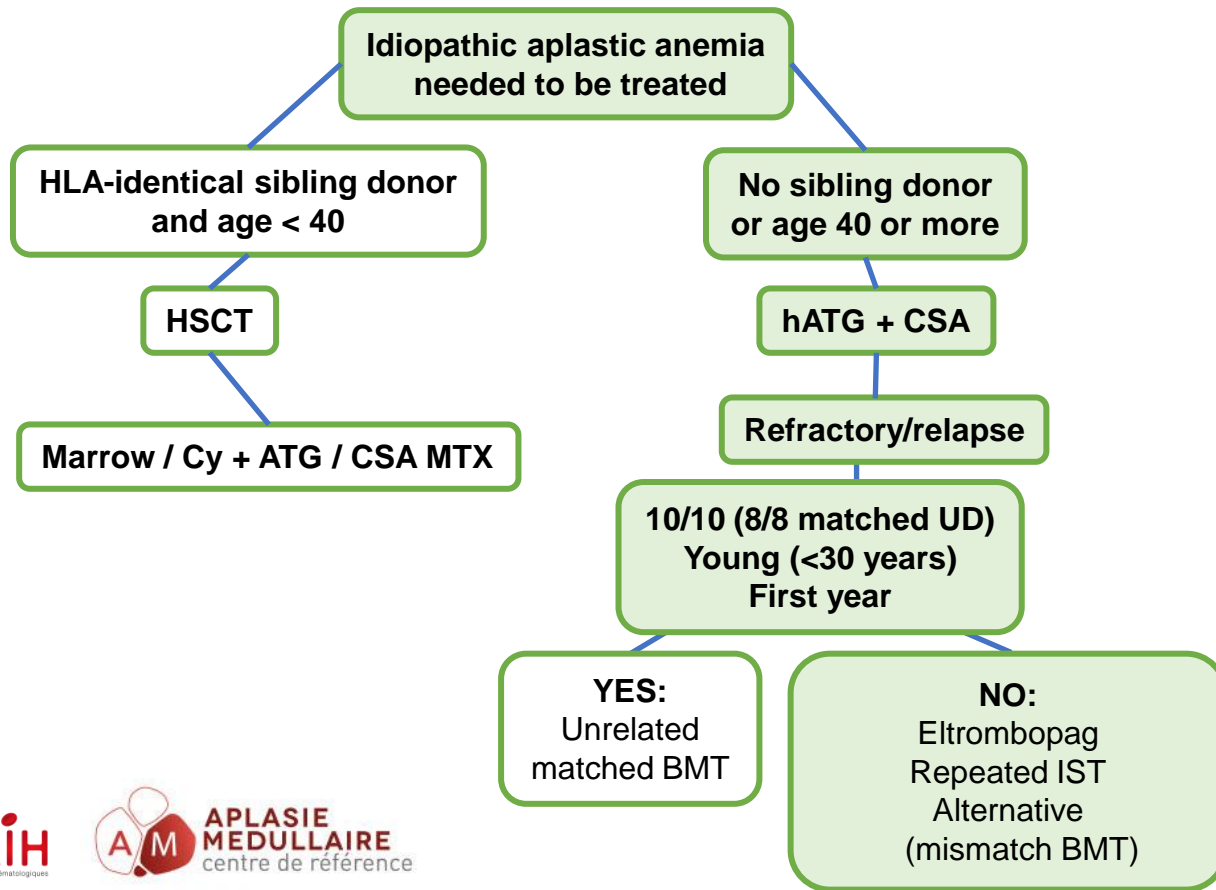 Idiopathic aplastic anemia
needed to be treated
HLA-identical sibling donor
and age < 40
No sibling donor
or age 40 or more
HSCT
hATG + CSA
Marrow / Cy + ATG / CSA MTX
Refractory/relapse
10/10 (8/8 matched UD)
Young (<30 years)
First year
YES:
Unrelated
matched BMT
NO:
Eltrombopag
Repeated IST
Alternative
(mismatch BMT)
iH
ématologiques
AM
APLASIE
MEDULLAIRE
centre de référence